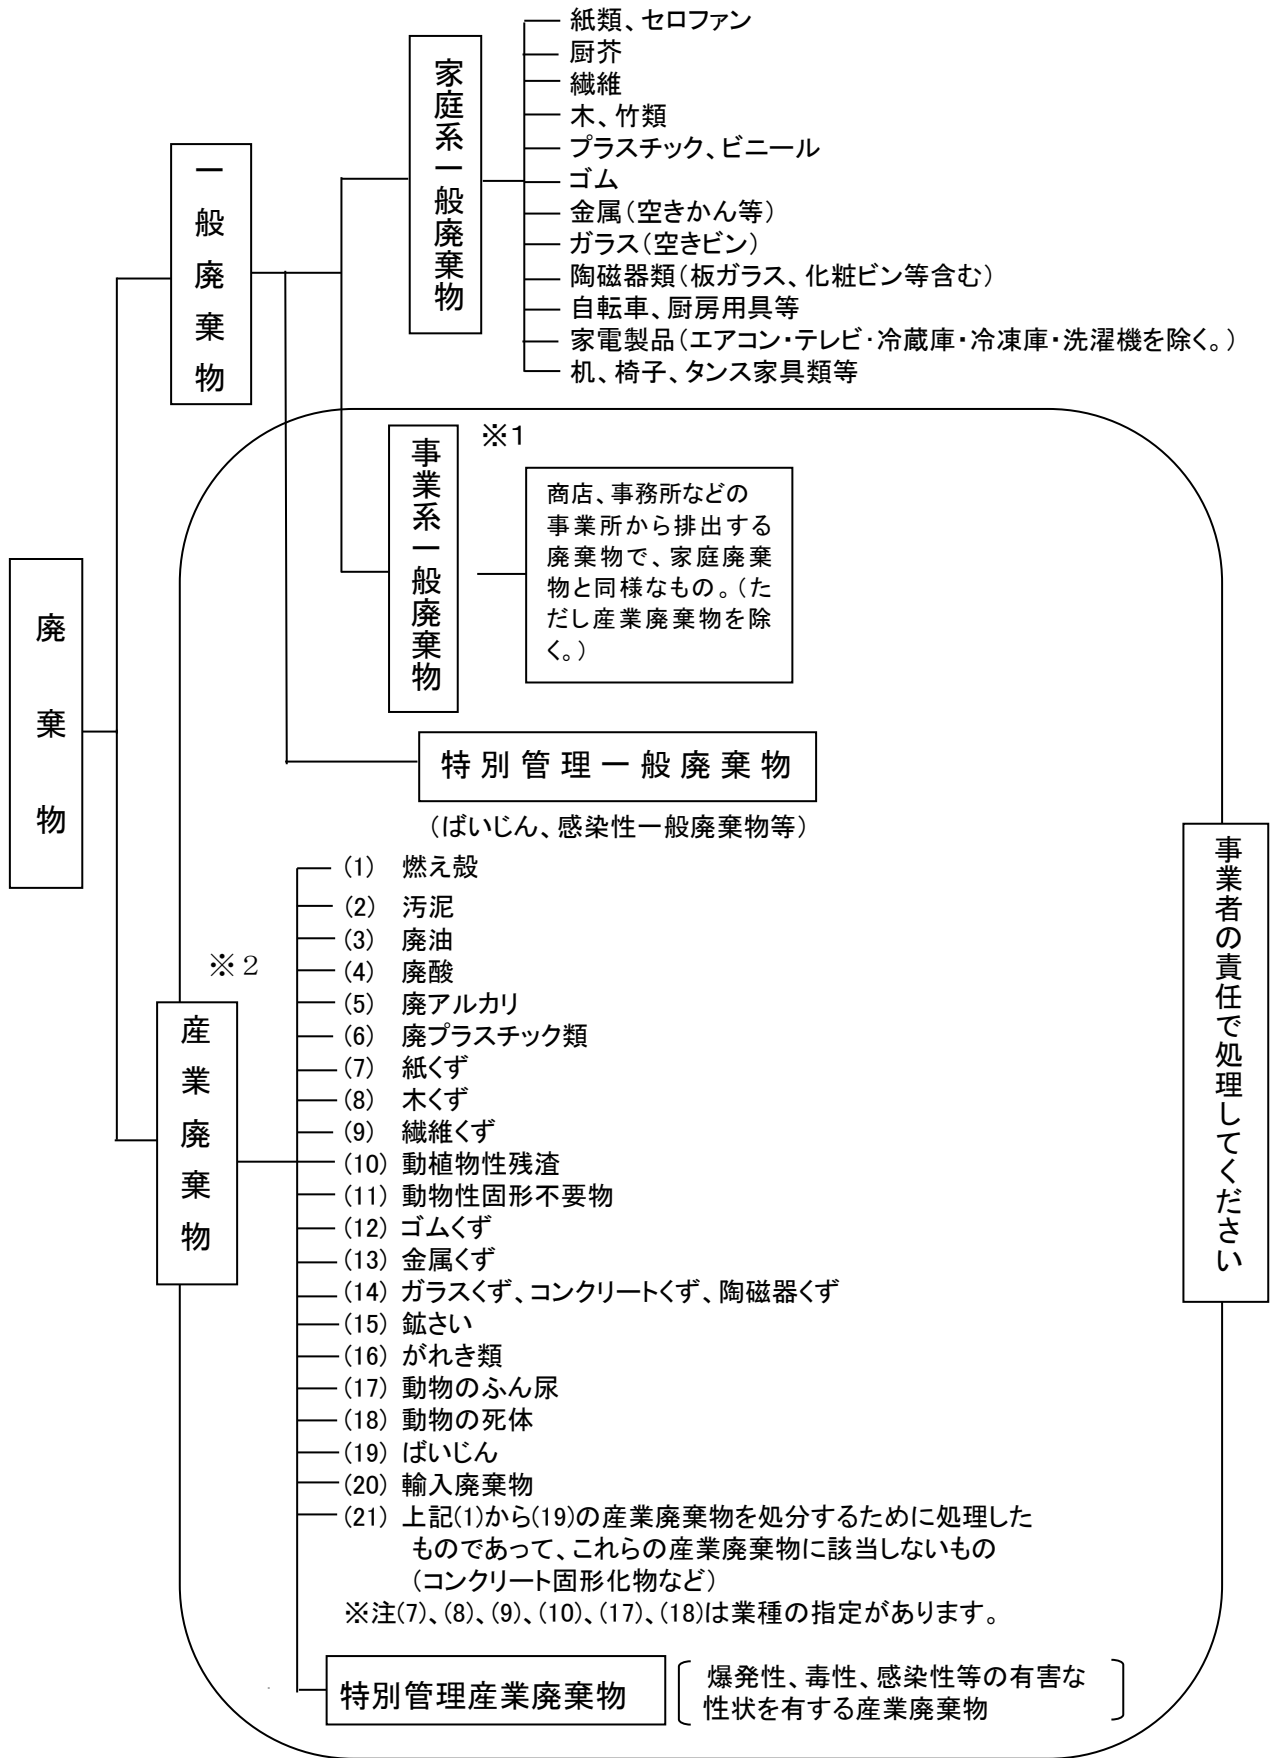 廃棄物
一般廃棄物
家庭系一般廃棄物
紙類、セロファン
厨芥
繊維
木、竹類
プラスチック、ビニール
ゴム
金属(空きかん等)
ガラス(空きビン)
陶磁器類(板ガラス、化粧ビン等含む)
自転車、厨房用具等
家電製品(エアコン・テレビ・冷蔵庫・冷凍庫・洗濯機を除く。)
机、椅子、タンス家具類等
※1
事業系一般廃棄物
商店、事務所などの
事業所から排出する
廃棄物で、家庭廃棄
物と同様なもの。(た
だし産業廃棄物を除
く。)
特別管理一般廃棄物
(ばいじん、感染性一般廃棄物等)
※2
産業廃棄物
(1) 燃え殻
(2) 汚泥
(3) 廃油
(4) 廃酸
(5) 廃アルカリ
(6) 廃プラスチック類
(7) 紙くず
(8) 木くず
(9) 繊維くず
(10) 動植物性残渣
(11) 動物性固形不要物
(12) ゴムくず
(13) 金属くず
(14) ガラスくず、コンクリートくず、陶磁器くず
(15) 鉱さい
(16) がれき類
(17) 動物のふん尿
(18) 動物の死体
(19) ばいじん
(20) 輸入廃棄物
(21) 上記(1)から(19)の産業廃棄物を処分するために処理した
ものであって、これらの産業廃棄物に該当しないもの
(コンクリート固形化物など)
※注(7)、(8)、(9)、(10)、(17)、(18)は業種の指定があります。
特別管理産業廃棄物
爆発性、毒性、感染性等の有害な
性状を有する産業廃棄物
事業者の責任で処理してください